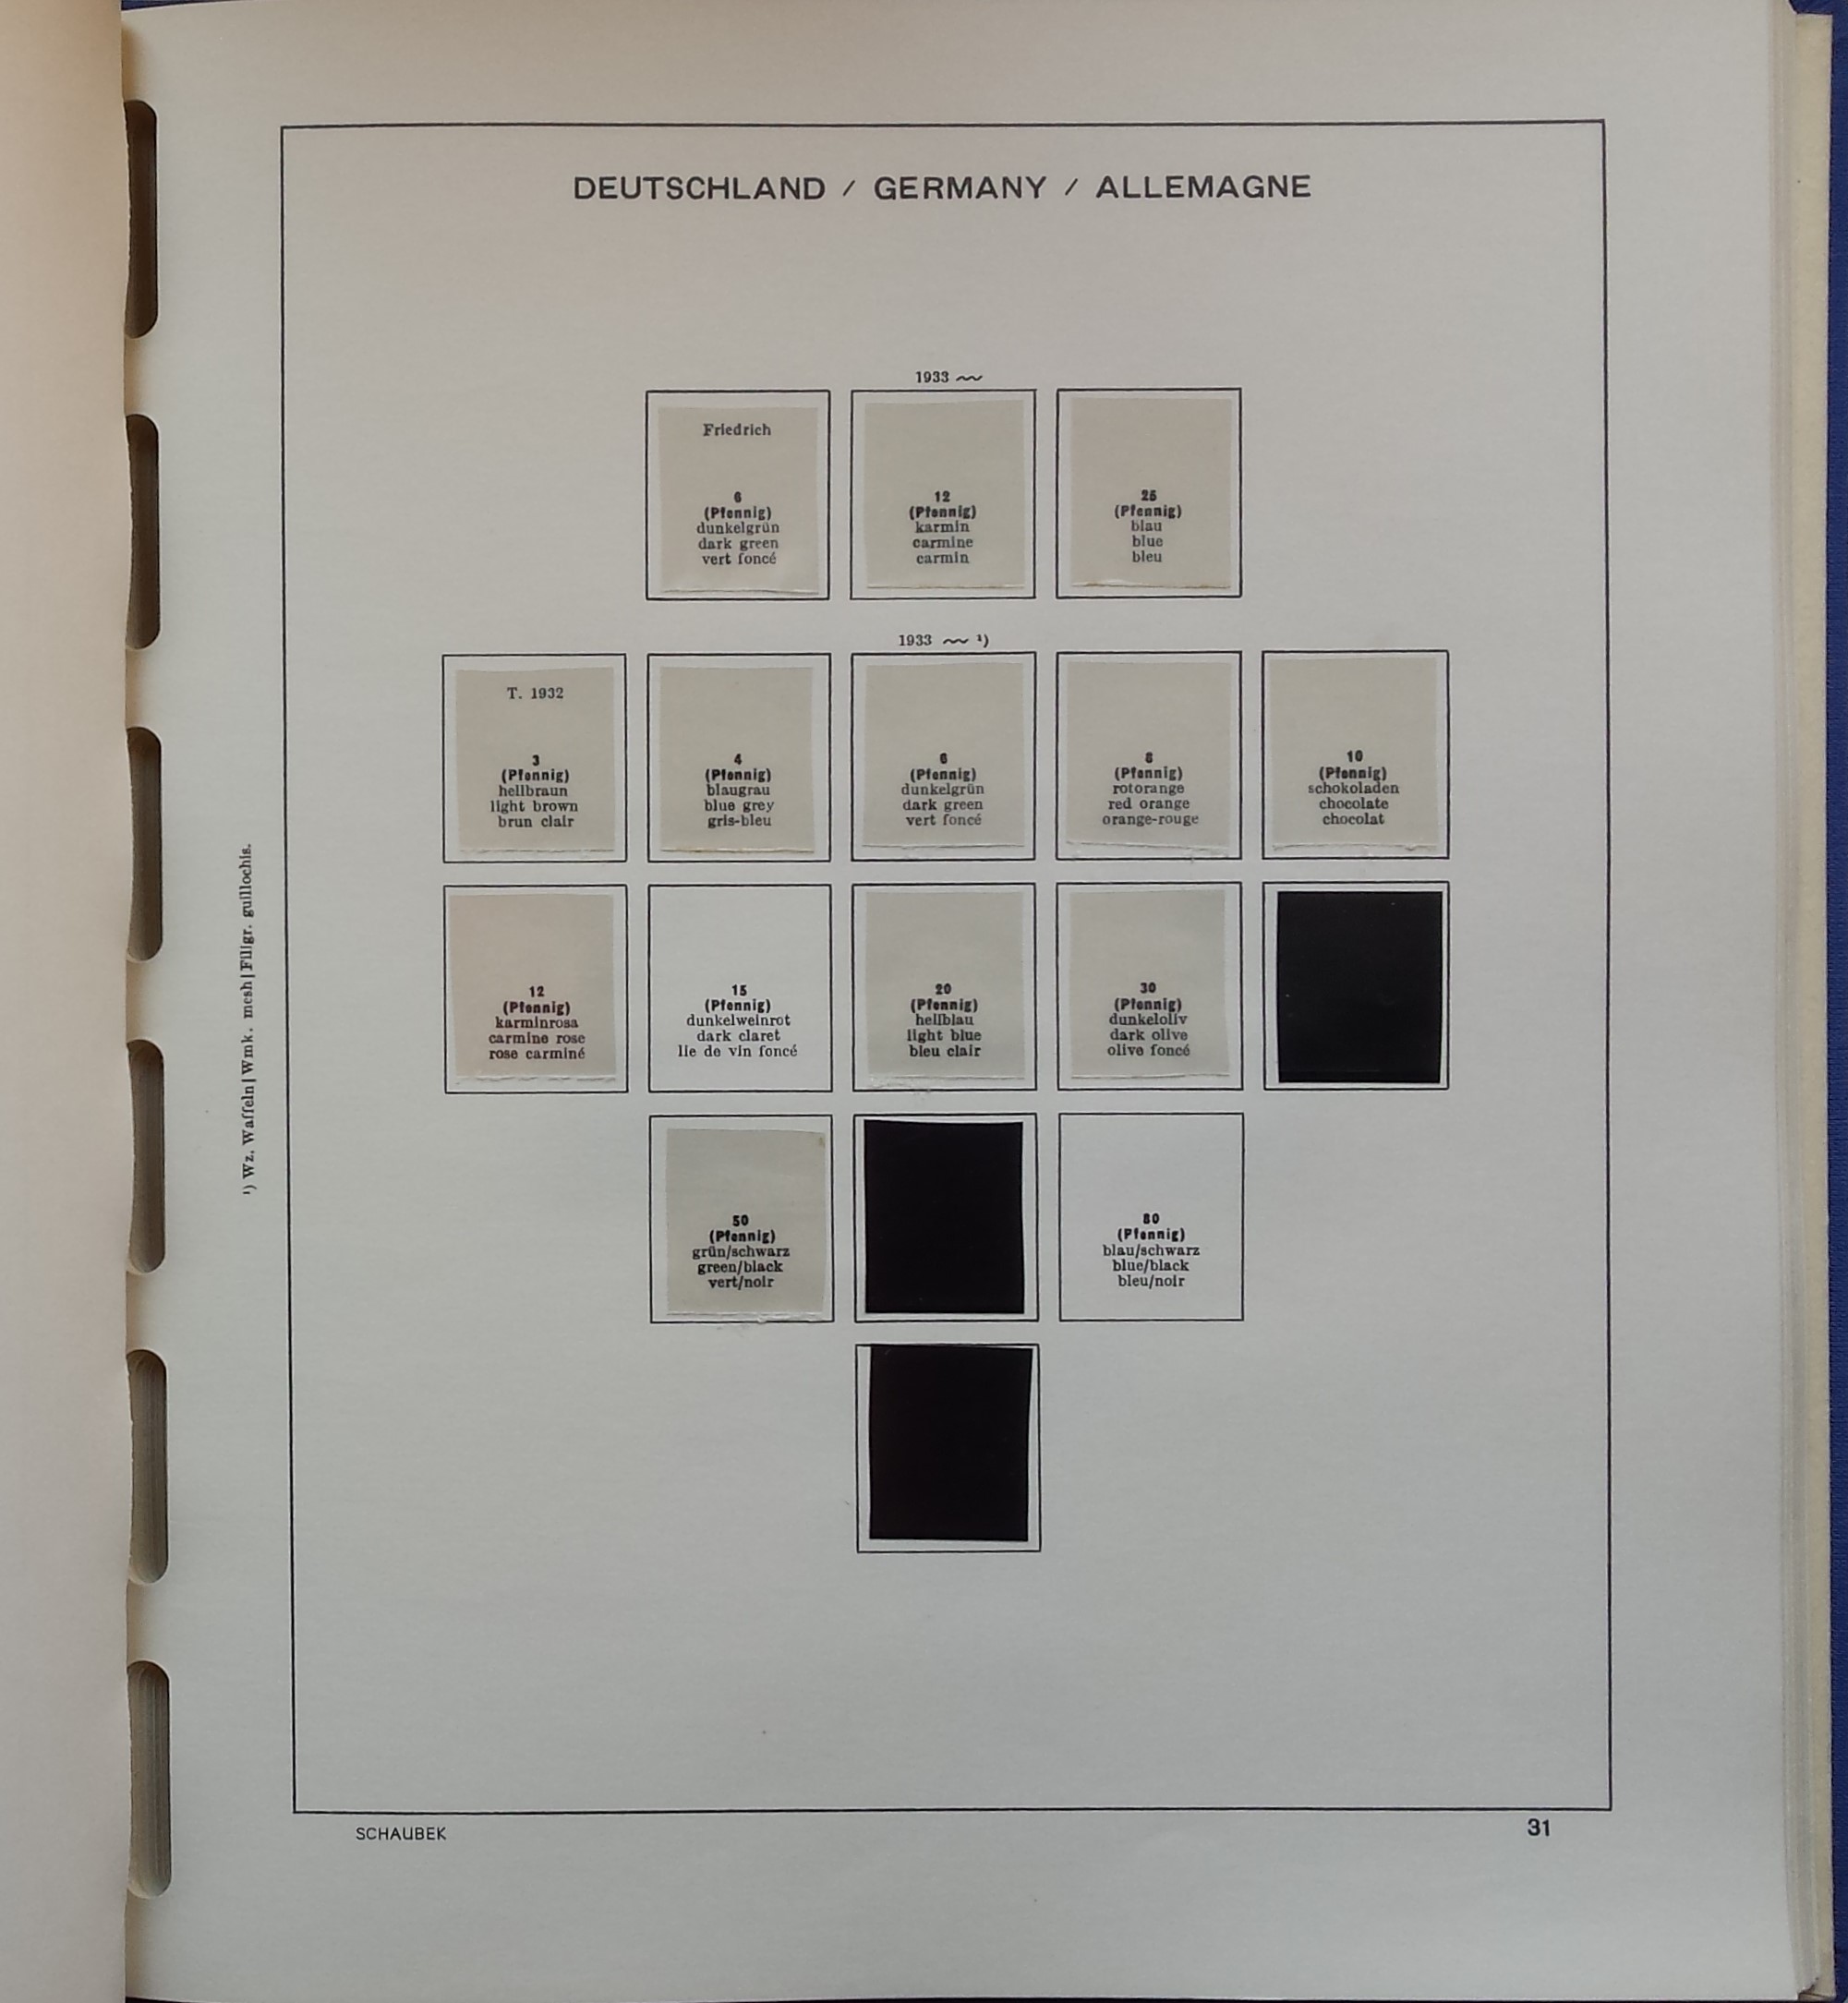 DEUTSCHLAND / GERMANY / ALLEMAGNE
1933
Friedrich
6
(Pfennig)
dunkelgrün
dark green
vert foncé
12
(Pfennig)
karmin
carmine
carmin
25
(Pfennig)
blau
blue
bleu
1933 ¹)
T. 1932
3
(Pfennig)
hellbraun
light brown
brun clair
4
(Pfennig)
blaugrau
blue grey
gris-bleu
6
(Pfennig)
dunkelgrün
dark green
vert foncé
8
(Pfennig)
rotorange
red orange
orange-rouge
10
(Pfennig)
schokoladen
chocolate
chocolat
12
(Pfennig)
karminrosa
carmine rose
rose carminé
15
(Pfennig)
dunkelweinrot
dark claret
lie de vin foncé
20
(Pfennig)
hellblau
light blue
bleu clair
30
(Pfennig)
dunkeloliv
dark olive
olive foncé
50
(Pfennig)
grün/schwarz
green/black
vert/noir
80
(Pfennig)
blau/schwarz
blue/black
bleu/noir
¹) Wz. Waffeln | Wmk. mesh | Filigr. guillochis.
SCHAUBEK
31